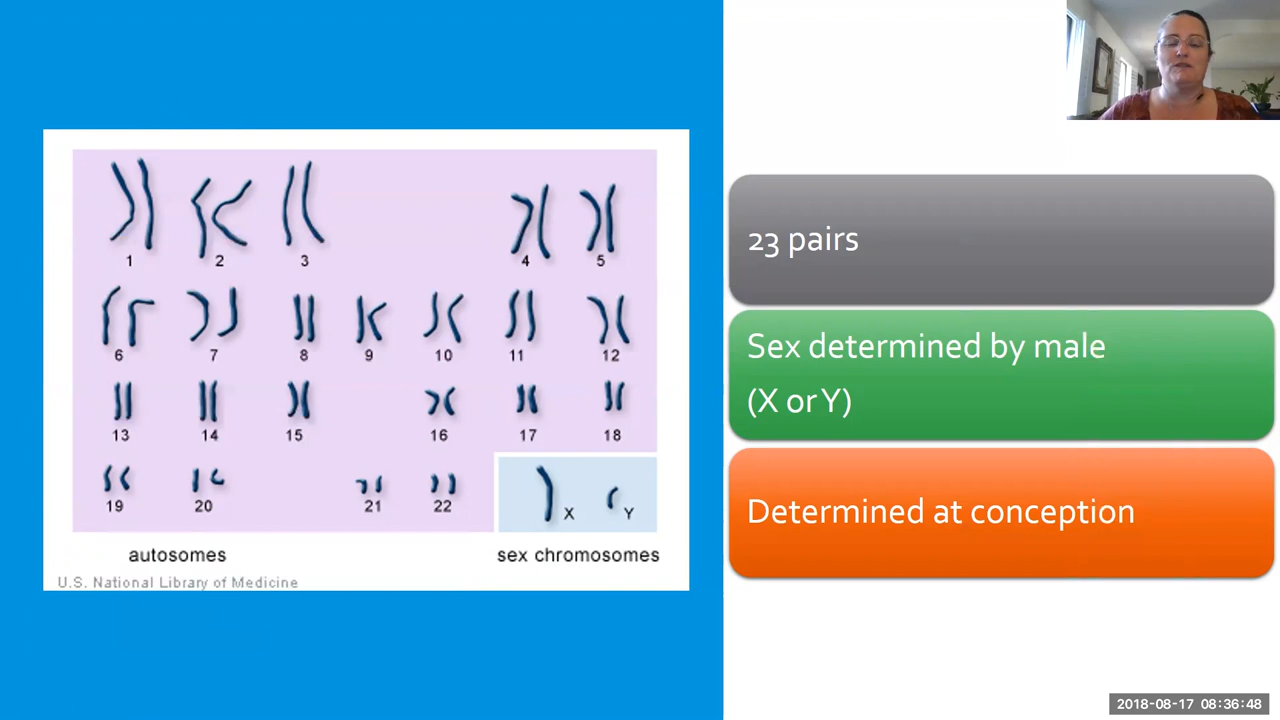 1 2 3 4 5
6 7 8 9 10 11 12
13 14 15 16 17 18
19 20 21 22 X Y
autosomes sex chromosomes
U.S. National Library of Medicine
23 pairs
Sex determined by male
(X or Y)
Determined at conception
2018-08-17 08:36:48